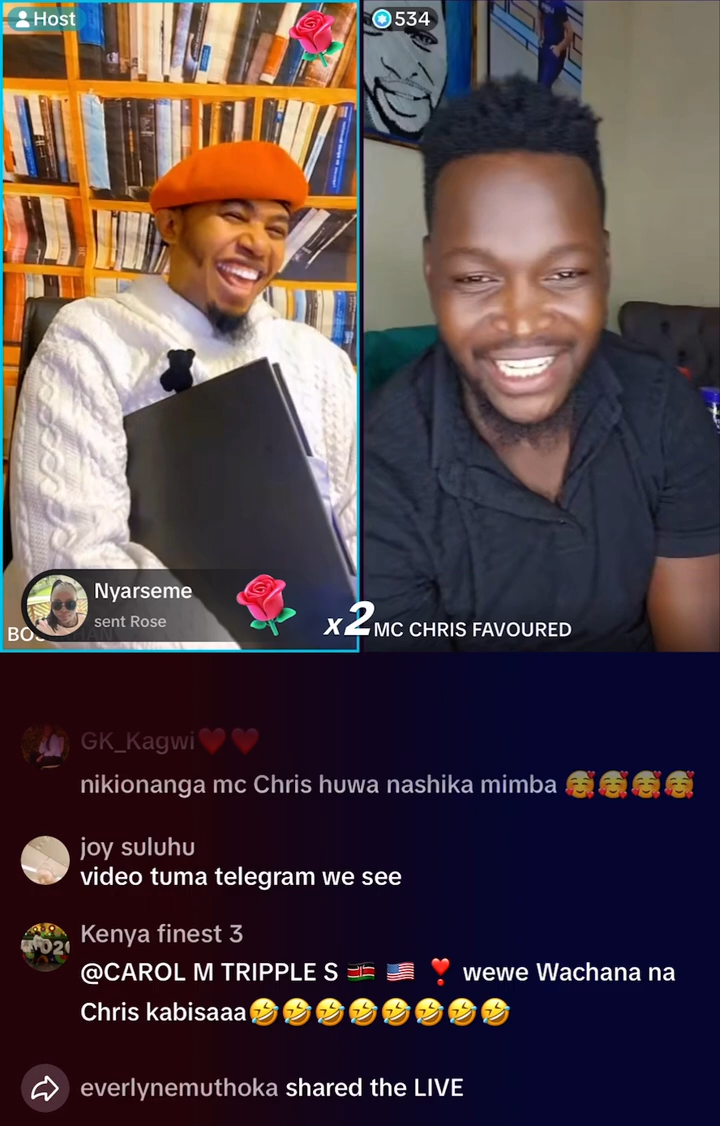 Host
534
Nyarseme
sent Rose
x2
MC CHRIS FAVOURED
GK_Kagwi❤️❤️
nikionanga mc Chris huwa nashika mimba 🥰🥰🥰🥰
joy suluhu
video tuma telegram we see
Kenya finest 3
@CAROL M TRIPPLE S 🇰🇪 🇺🇸 ❣️ wewe Wachana na
Chris kabisaaa🤣🤣🤣🤣🤣🤣🤣🤣
everlynemuthoka shared the LIVE